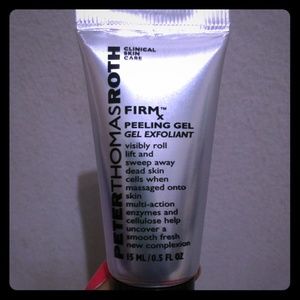 PETERTHOMASROTH
CLINICAL
SKIN
CARE
FIRMx™
PEELING GEL
GEL EXFOLIANT
visibly roll
lift and
sweep away
dead skin
cells when
massaged onto
skin
multi-action
enzymes and
cellulose help
uncover a
smooth fresh
new complexion
15 ML/0.5 FL OZ